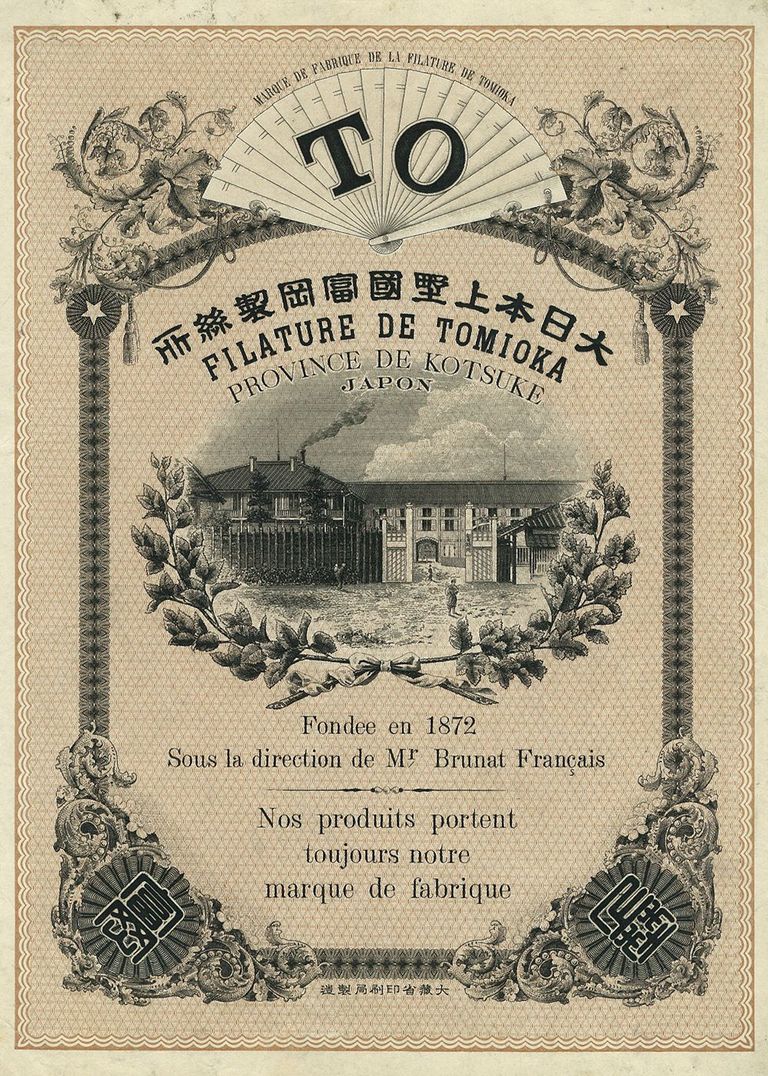 MARQUE DE FABRIQUE DE LA FILATURE DE TOMIOKA
TO
大日本上野國富岡製絲所
FILATURE DE TOMIOKA
PROVINCE DE KOTSUKE
JAPON
Fondee en 1872
Sous la direction de Mr Brunat Français
Nos produits portent
toujours notre
marque de fabrique
大藏省印刷局製造